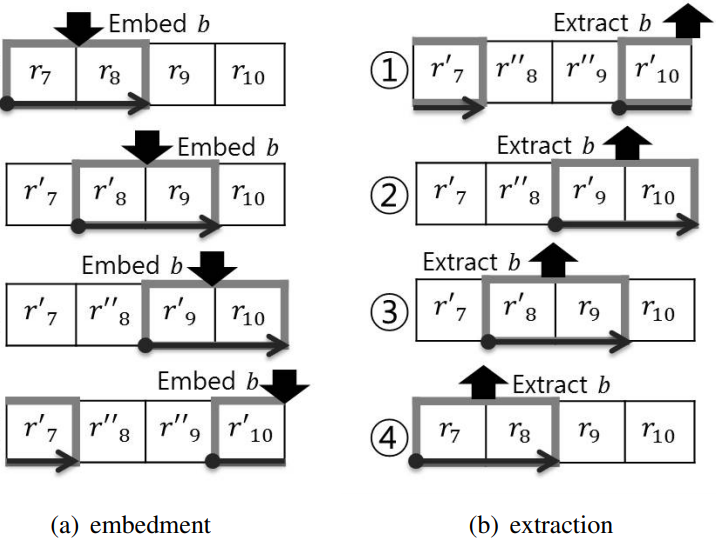 Embed b
r7 r8 r9 r10
Embed b
r'7 r'8 r9 r10
Embed b
r'7 r''8 r'9 r10
Embed b
r'7 r''8 r''9 r'10
(a) embedment
Extract b
① r'7 r''8 r''9 r'10
Extract b
② r'7 r''8 r'9 r10
Extract b
③ r'7 r'8 r9 r10
Extract b
④ r7 r8 r9 r10
(b) extraction